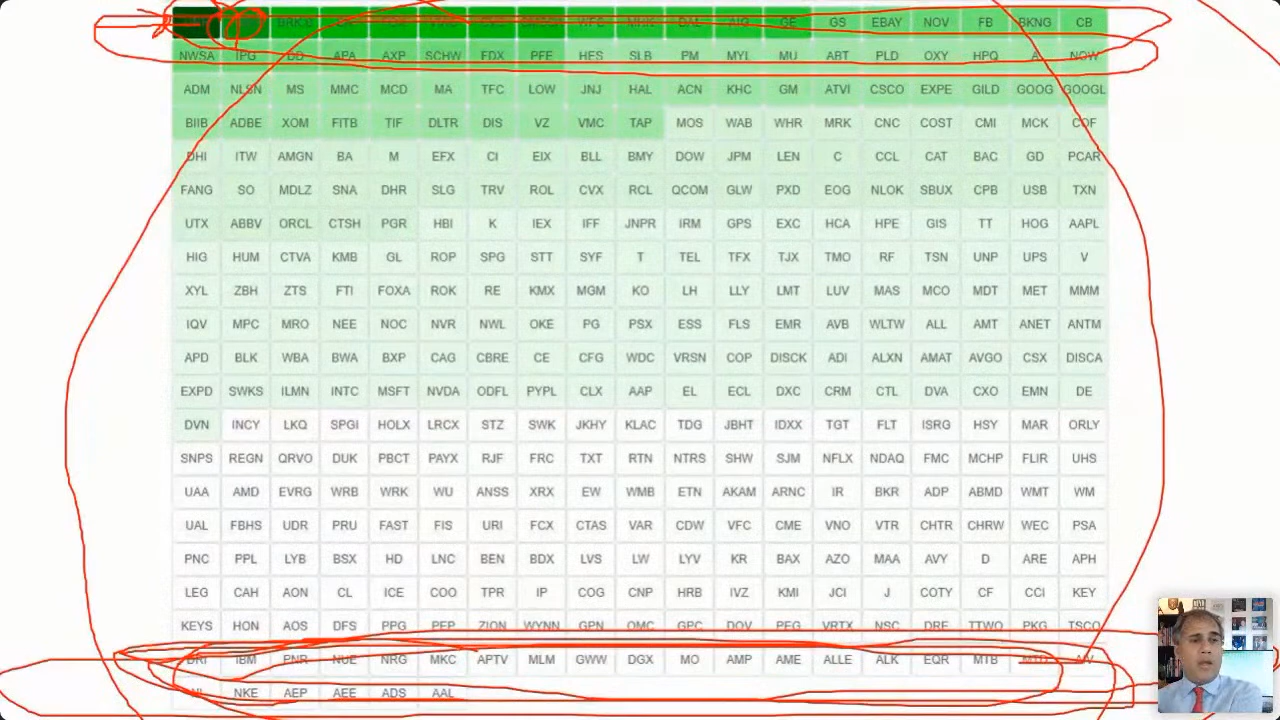 BRK.B WFC NWK DAL AIG GE GS EBAY NOV FB BKNG CB
NWSA IPG DD APA AXP SCHW FDX PFE HES SLB PM MYL MU ABT PLD OXY HPQ A NOW
ADM NLSN MS MMC MCD MA TFC LOW JNJ HAL ACN KHC GM ATVI CSCO EXPE GILD GOOG GOOGL
BIIB ADBE XOM FITB TIF DLTR DIS VZ VMC TAP MOS WAB WHR MRK CNC COST CMI MCK COF
DHI ITW AMGN BA M EFX CI EIX BLL BMY DOW JPM LEN C CCL CAT BAC GD PCAR
FANG SO MDLZ SNA DHR SLG TRV ROL CVX RCL QCOM GLW PXD EOG NLOK SBUX CPB USB TXN
UTX ABBV ORCL CTSH PGR HBI K IEX IFF JNPR IRM GPS EXC HCA HPE GIS TT HOG AAPL
HIG HUM CTVA KMB GL ROP SPG STT SYF T TEL TFX TJX TMO RF TSN UNP UPS V
XYL ZBH ZTS FTI FOXA ROK RE KMX MGM KO LH LLY LMT LUV MAS MCO MDT MET MMM
IQV MPC MRO NEE NOC NVR NWL OKE PG PSX ESS FLS EMR AVB WLTW ALL AMT ANET ANTM
APD BLK WBA BWA BXP CAG CBRE CE CFG WDC VRSN COP DISCK ADI ALXN AMAT AVGO CSX DISCA
EXPD SWKS ILMN INTC MSFT NVDA ODFL PYPL CLX AAP EL ECL DXC CRM CTL DVA CXO EMN DE
DVN INCY LKQ SPGI HOLX LRCX STZ SWK JKHY KLAC TDG JBHT IDXX TGT FLT ISRG HSY MAR ORLY
SNPS REGN QRVO DUK PBCT PAYX RJF FRC TXT RTN NTRS SHW SJM NFLX NDAQ FMC MCHP FLIR UHS
UAA AMD EVRG WRB WRK WU ANSS XRX EW WMB ETN AKAM ARNC IR BKR ADP ABMD WMT WM
UAL FBHS UDR PRU FAST FIS URI FCX CTAS VAR CDW VFC CME VNO VTR CHTR CHRW WEC PSA
PNC PPL LYB BSX HD LNC BEN BDX LVS LW LYV KR BAX AZO MAA AVY D ARE APH
LEG CAH AON CL ICE COO TPR IP COG CNP HRB IVZ KMI JCI J COTY CF CCI KEY
KEYS HON AOS DFS PPG PEP ZION WYNN GPN OMC GPC DOV PFG VRTX NSC DRE TTWO PKG TSCO
DRI IBM PNR NUE NRG MKC APTV MLM GWW DGX MO AMP AME ALLE ALK EQR MTB MTD AIV
NKE AEP AEE ADS AAL